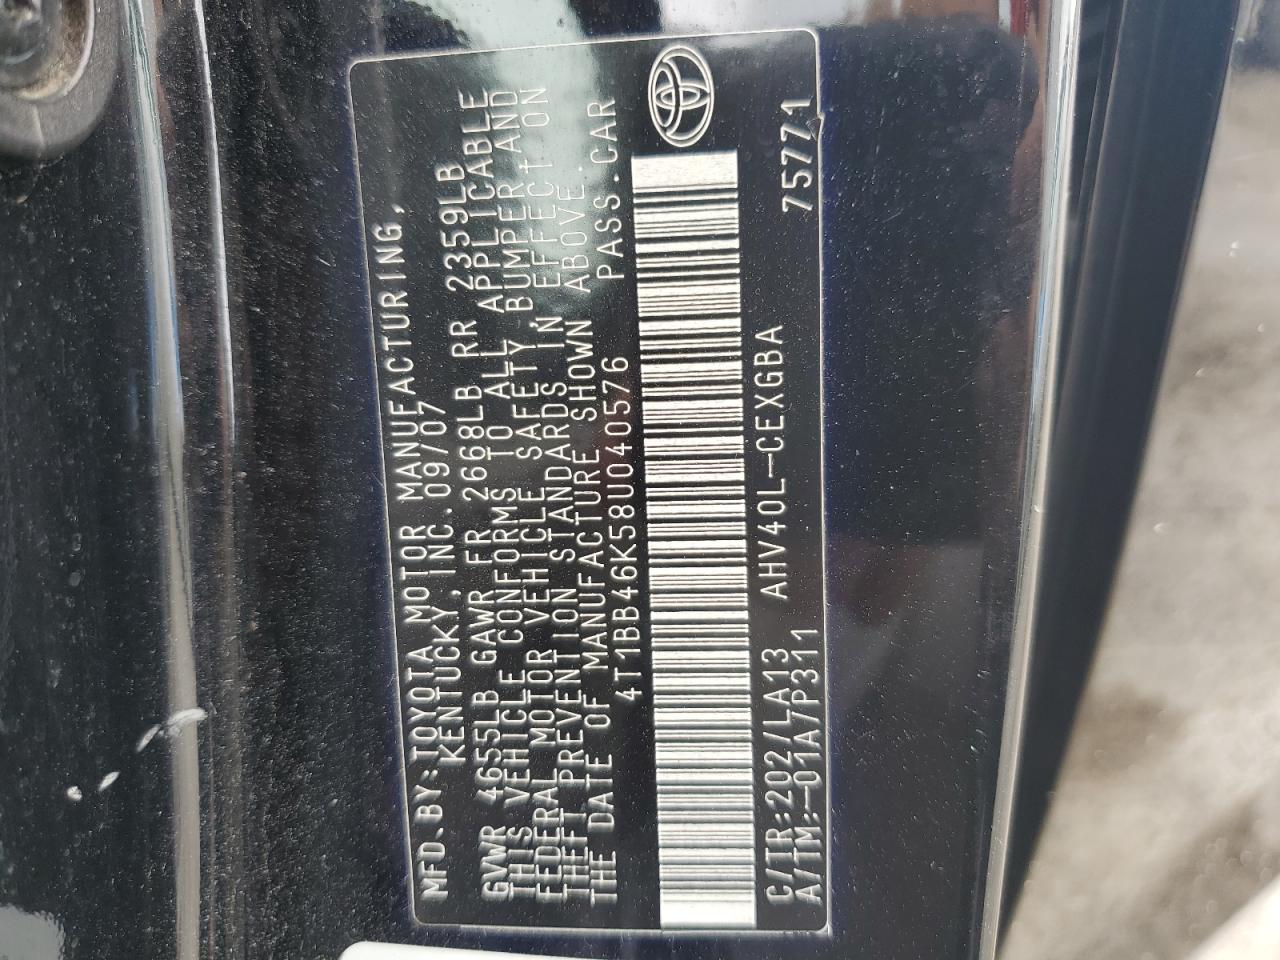 MFD.BY:TOYOTA MOTOR MANUFACTURING,
KENTUCKY, INC.09/07
GVWR 4655LB GAWR FR 2668LB RR 2359LB
THIS VEHICLE CONFORMS TO ALL APPLICABLE
FEDERAL MOTOR VEHICLE SAFETY, BUMPER AND
THEFT PREVENTION STANDARDS IN EFFECT ON
THE DATE OF MANUFACTURE SHOWN ABOVE.
4T1BB46K58U040576 PASS.CAR
C/TR:202/LA13 AHV40L-CEXGBA
A/TM:-01A/P311 75771